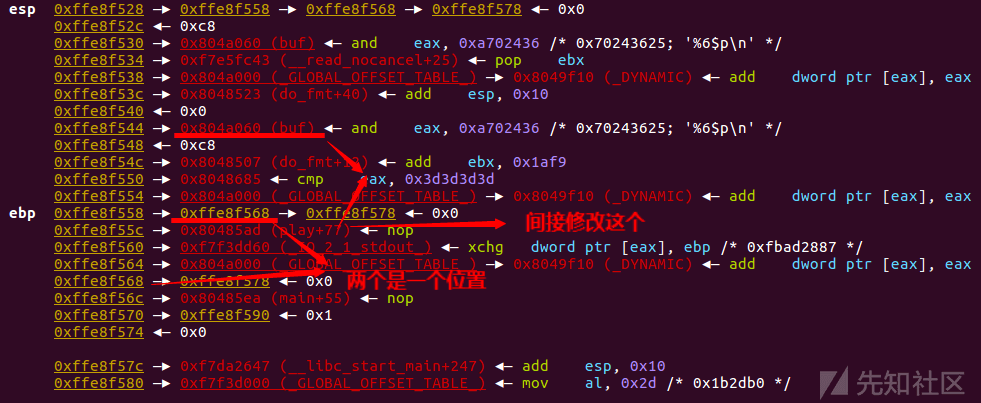 esp 0xffe8f528 —▸ 0xffe8f558 —▸ 0xffe8f568 —▸ 0xffe8f578 ◂— 0x0
0xffe8f52c ◂— 0xc8
0xffe8f530 —▸ 0x804a060 (buf) ◂— and eax, 0xa702436 /* 0x70243625; '%6$p\n' */
0xffe8f534 —▸ 0xf7e5fc43 (__read_nocancel+25) ◂— pop ebx
0xffe8f538 —▸ 0x804a000 (_GLOBAL_OFFSET_TABLE_) —▸ 0x8049f10 (_DYNAMIC) ◂— add dword ptr [eax], eax
0xffe8f53c —▸ 0x8048523 (do_fmt+40) ◂— add esp, 0x10
0xffe8f540 ◂— 0x0
0xffe8f544 —▸ 0x804a060 (buf) ◂— and eax, 0xa702436 /* 0x70243625; '%6$p\n' */
0xffe8f548 ◂— 0xc8
0xffe8f54c —▸ 0x8048507 (do_fmt+12) ◂— add ebx, 0x1af9
0xffe8f550 —▸ 0x8048685 ◂— cmp eax, 0x3d3d3d3d
0xffe8f554 —▸ 0x804a000 (_GLOBAL_OFFSET_TABLE_) —▸ 0x8049f10 (_DYNAMIC) ◂— add dword ptr [eax], eax
ebp 0xffe8f558 —▸ 0xffe8f568 —▸ 0xffe8f578 ◂— 0x0
0xffe8f55c —▸ 0x80485ad (play+77) ◂— nop
间接修改这个
0xffe8f560 —▸ 0xf7f3dd60 (_IO_2_1_stdout_) ◂— xchg dword ptr [eax], ebp /* 0xfbad2887 */
0xffe8f564 —▸ 0x804a000 (_GLOBAL_OFFSET_TABLE_) —▸ 0x8049f10 (_DYNAMIC) ◂— add dword ptr [eax], eax
0xffe8f568 —▸ 0xffe8f578 ◂— 0x0
两个是一个位置
0xffe8f56c —▸ 0x80485ea (main+55) ◂— nop
0xffe8f570 —▸ 0xffe8f590 ◂— 0x1
0xffe8f574 ◂— 0x0
0xffe8f57c —▸ 0xf7da2647 (__libc_start_main+247) ◂— add esp, 0x10
0xffe8f580 —▸ 0xf7f3d000 (_GLOBAL_OFFSET_TABLE_) ◂— mov al, 0x2d /* 0x1b2db0 */
先知社区